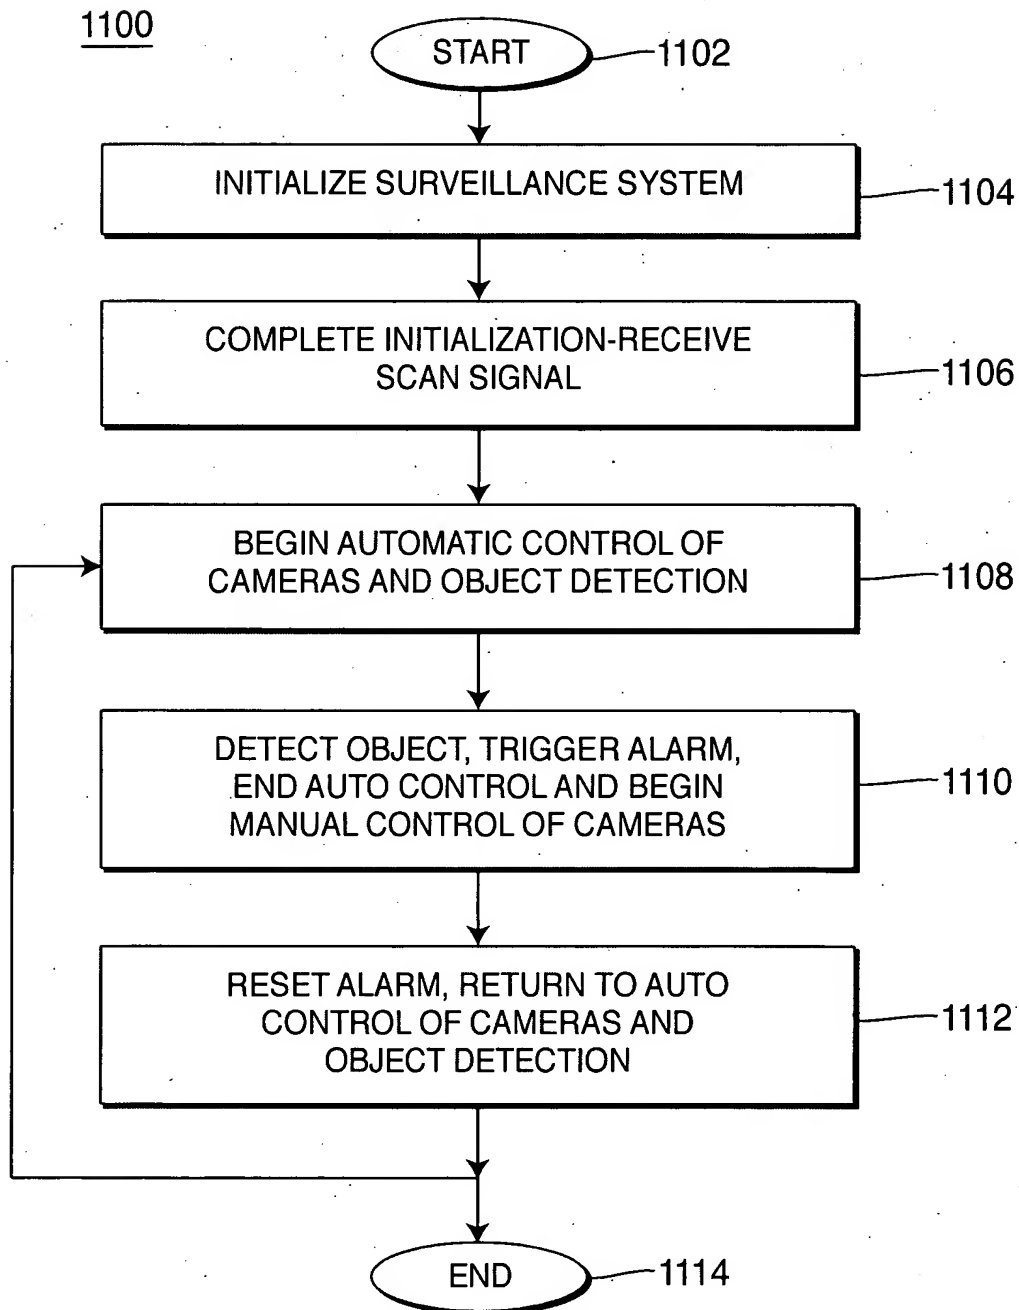 1100
START
1102
INITIALIZE SURVEILLANCE SYSTEM
1104
COMPLETE INITIALIZATION-RECEIVE
SCAN SIGNAL
1106
BEGIN AUTOMATIC CONTROL OF
CAMERAS AND OBJECT DETECTION
1108
DETECT OBJECT, TRIGGER ALARM,
END AUTO CONTROL AND BEGIN
MANUAL CONTROL OF CAMERAS
1110
RESET ALARM, RETURN TO AUTO
CONTROL OF CAMERAS AND
OBJECT DETECTION
1112
END
1114